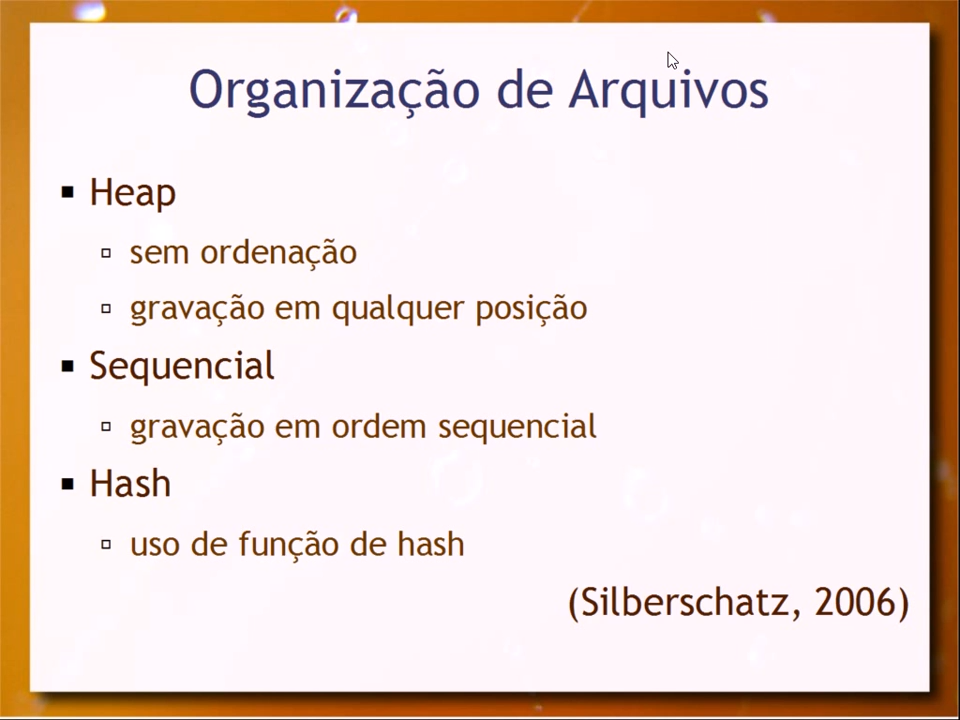 Organização de Arquivos
Heap
sem ordenação
gravação em qualquer posição
Sequencial
gravação em ordem sequencial
Hash
uso de função de hash
(Silberschatz, 2006)